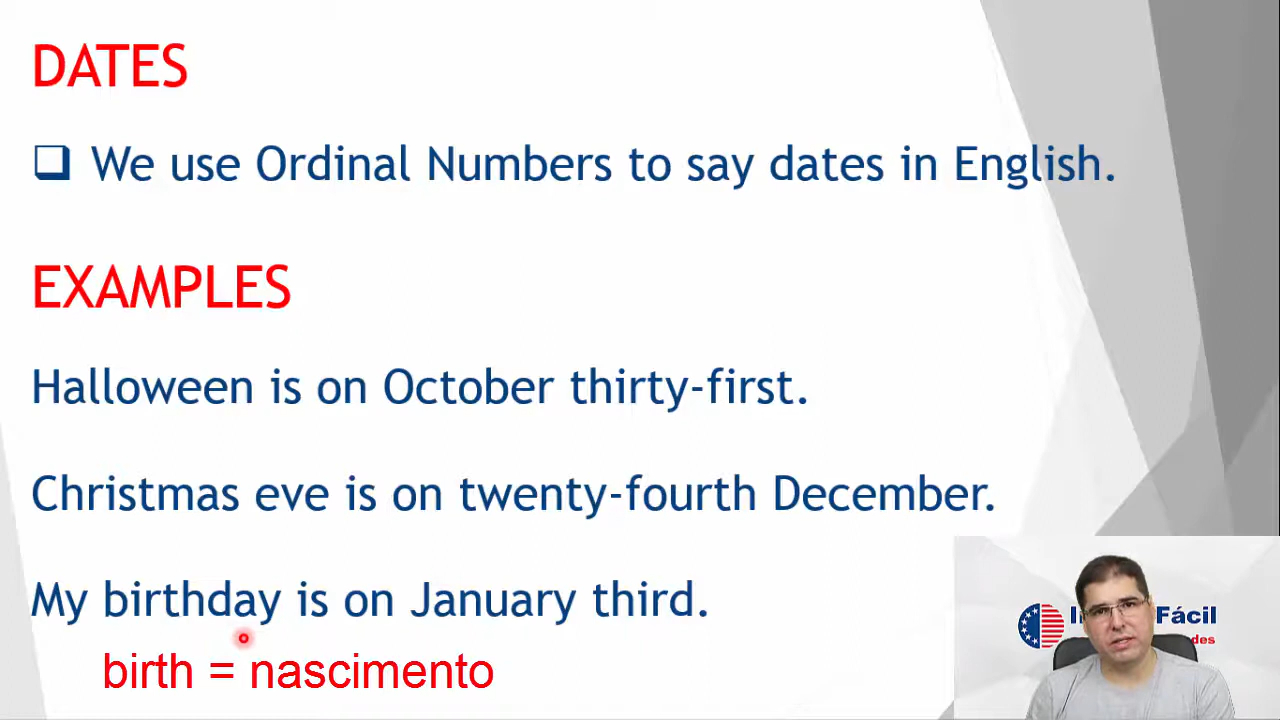 DATES
We use Ordinal Numbers to say dates in English.
EXAMPLES
Halloween is on October thirty-first.
Christmas eve is on twenty-fourth December.
My birthday is on January third.
birth = nascimento
Fácil